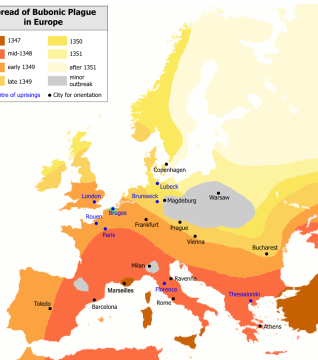 pread of Bubonic Plague
in Europe
1347
mid-1348
early 1349
late 1349
1350
1351
after 1351
minor
outbreak
ntre of uprisings
City for orientation
Copenhagen
Lubeck
Brunswick
Magdeburg
Warsaw
London
Bruges
Rouen
Paris
Frankfurt
Prague
Vienna
Bucharest
Milan
Ravenna
Marseilles
Florence
Rome
Barcelona
Toledo
Thessaloniki
Athens